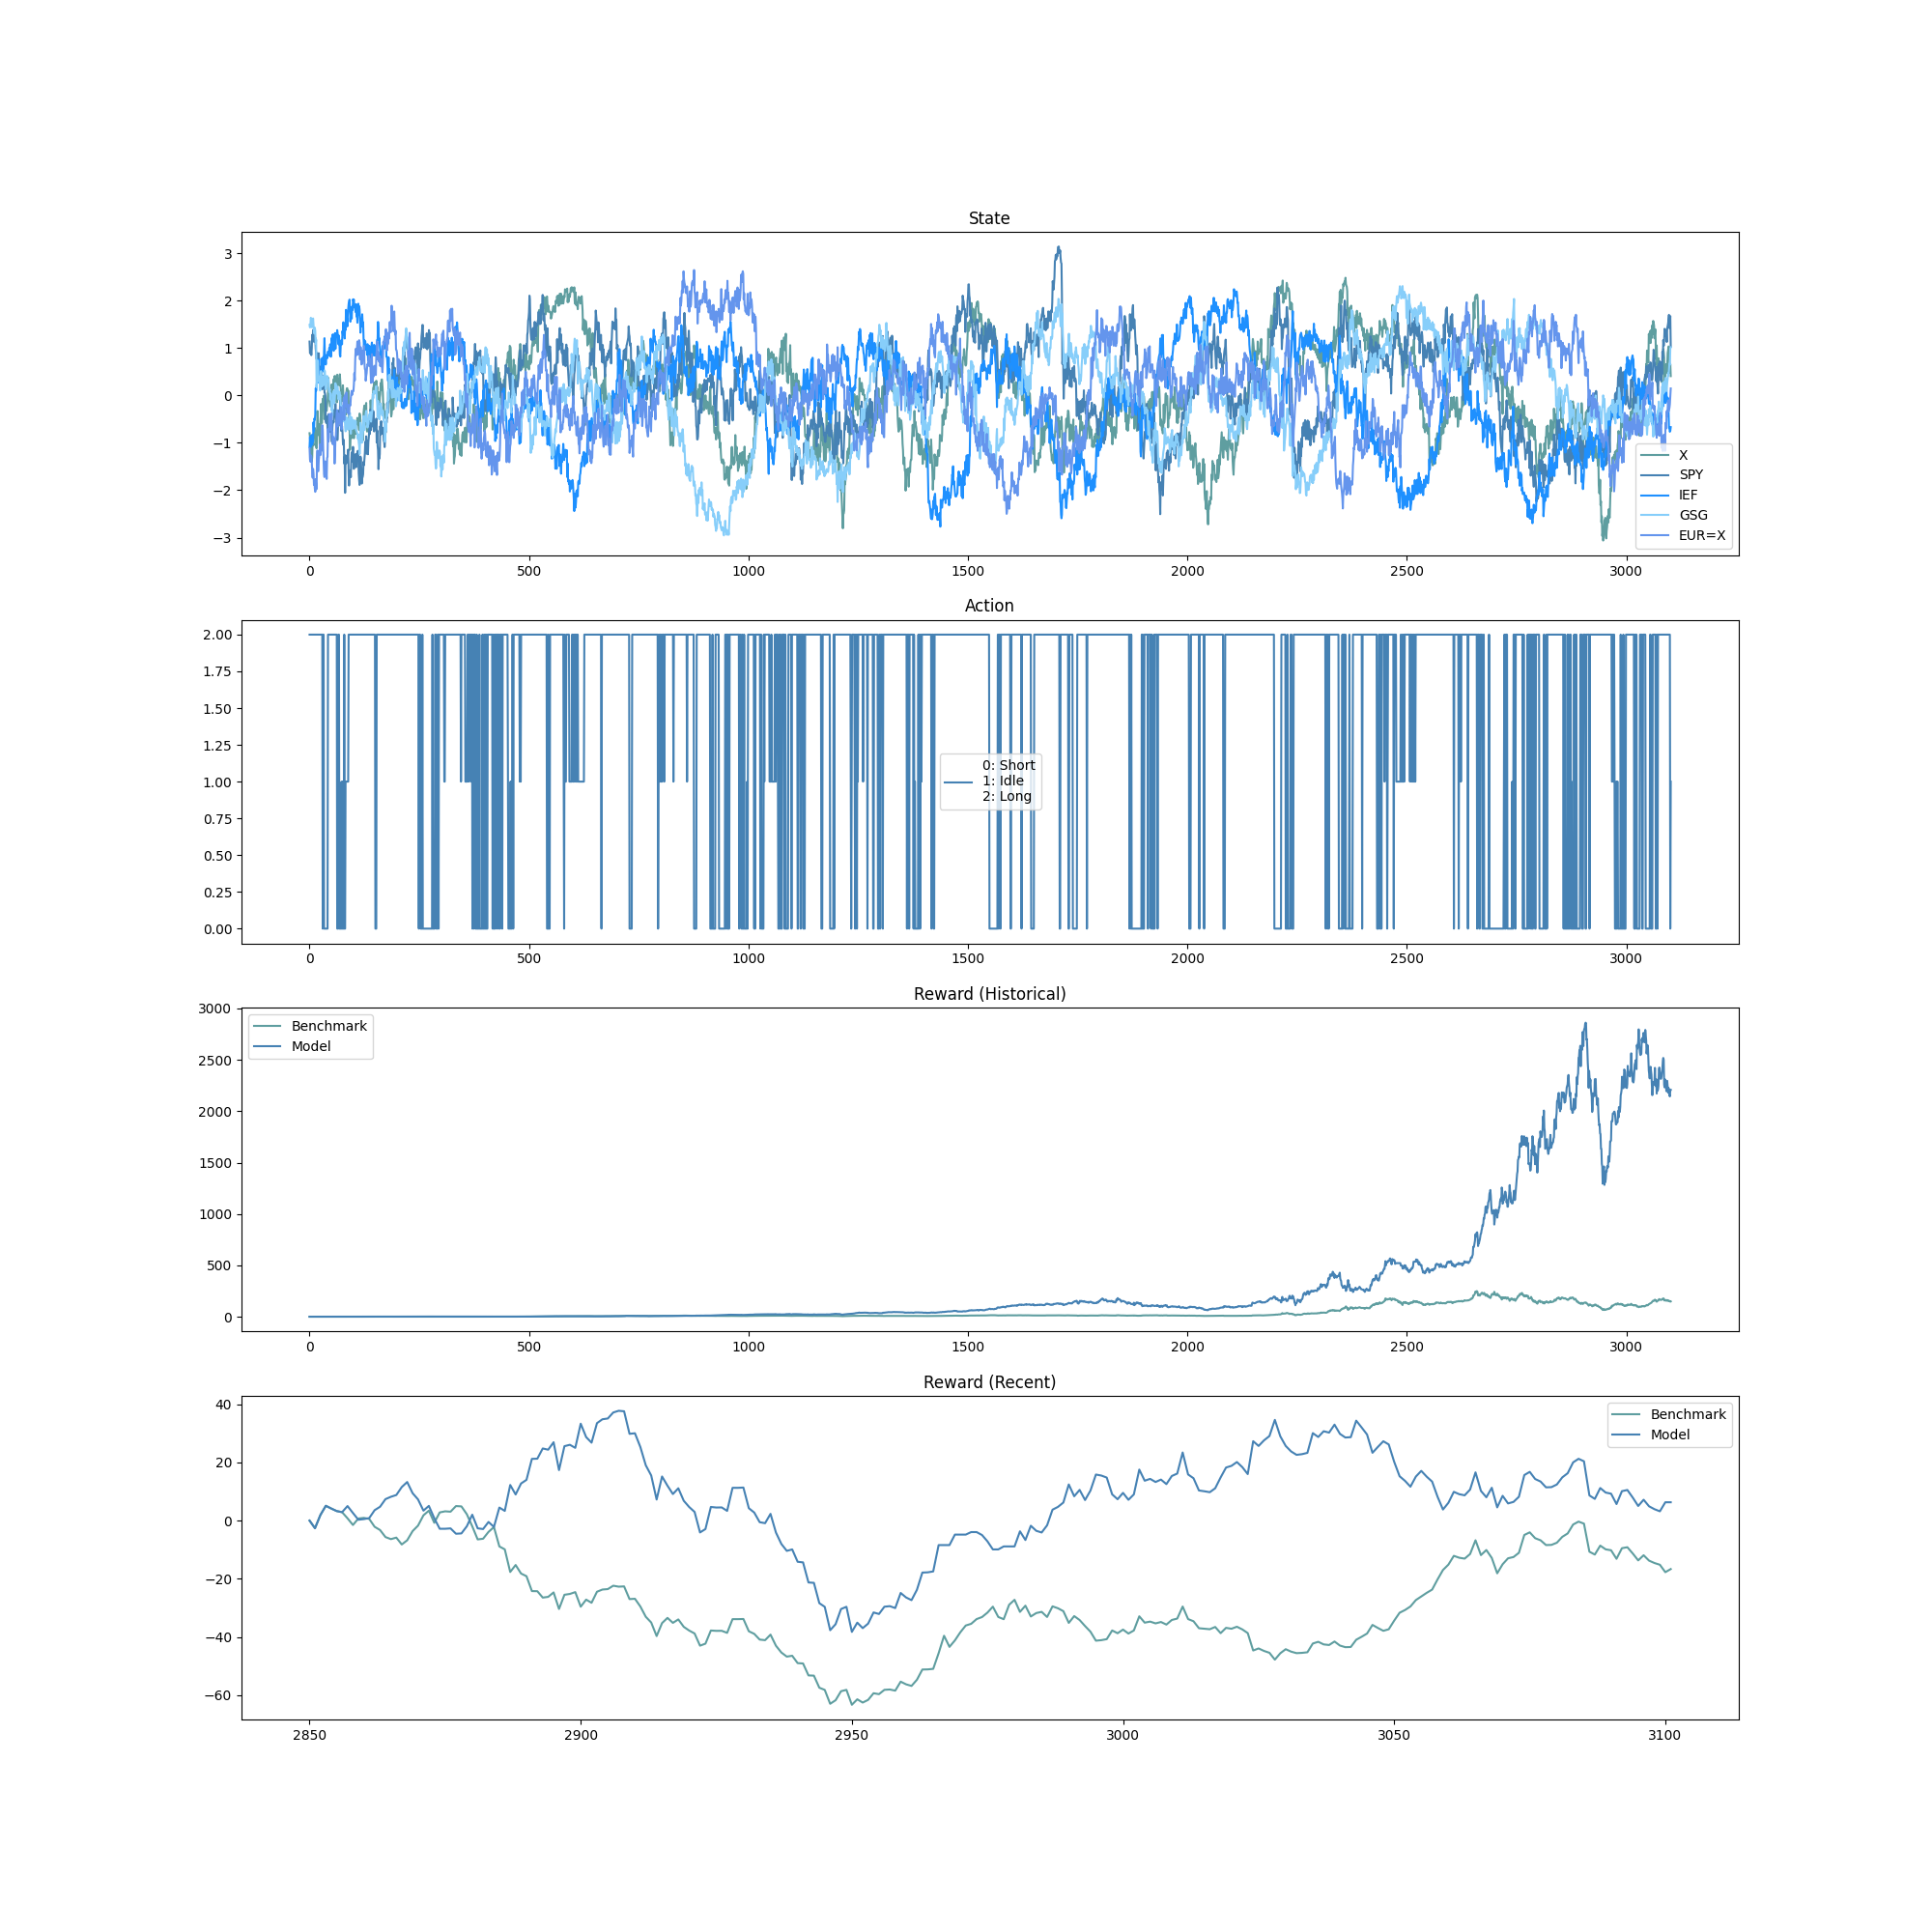 State
3
2
1
0
−1
−2
−3
X
SPY
IEF
GSG
EUR=X
0 500 1000 1500 2000 2500 3000
Action
2.00
1.75
1.50
1.25
1.00
0.75
0.50
0.25
0.00
0: Short
1: Idle
2: Long
0 500 1000 1500 2000 2500 3000
Reward (Historical)
3000
2500
2000
1500
1000
500
0
Benchmark
Model
0 500 1000 1500 2000 2500 3000
Reward (Recent)
40
20
0
−20
−40
−60
Benchmark
Model
2850 2900 2950 3000 3050 3100